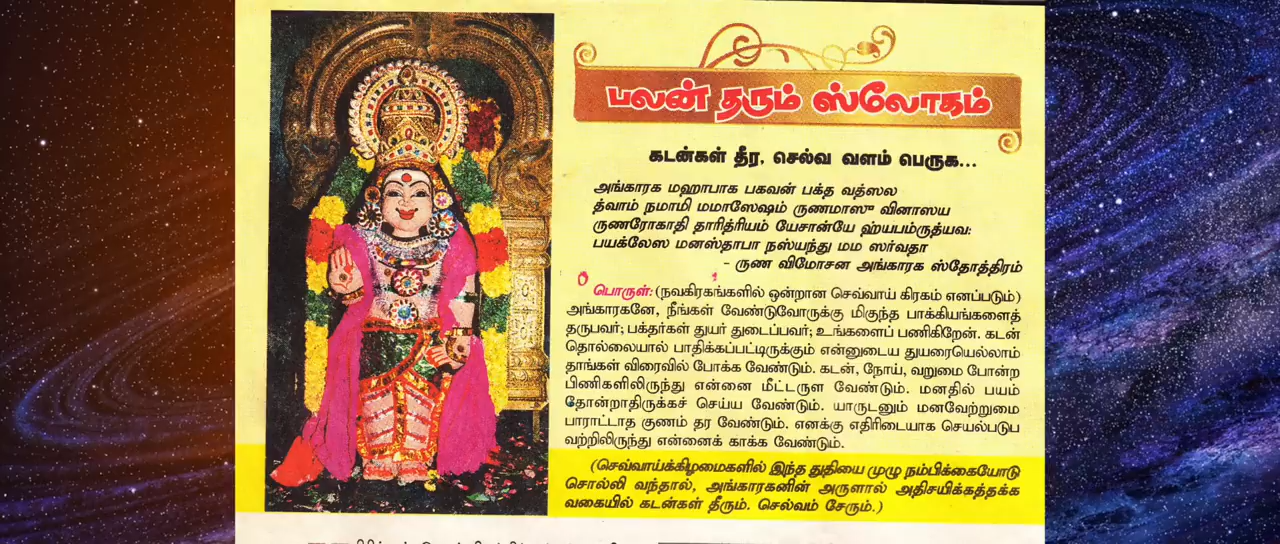 பலன் தரும் ஸ்லோகம்
கடன்கள் தீர, செல்வ வளம் பெருக...
அங்காரக மஹாபாக பகவன் பக்த வத்ஸல
த்வாம் நமாமி மமாஸேஷம் ருணமாஸு வினாஸய
ருணரோகாதி தாரித்ரியம் யேசான்யே ஹ்யபம்ருத்யவ:
பயக்லேஸ மனஸ்தாபா நஸ்யந்து மம ஸர்வதா
- ருண விமோசன அங்காரக ஸ்தோத்திரம்
பொருள்: (நவகிரகங்களில் ஒன்றான செவ்வாய் கிரகம் எனப்படும்)
அங்காரகனே, நீங்கள் வேண்டுவோருக்கு மிகுந்த பாக்கியங்களைத்
தருபவர்; பக்தர்கள் துயர் துடைப்பவர்; உங்களைப் பணிகிறேன். கடன்
தொல்லையால் பாதிக்கப்பட்டிருக்கும் என்னுடைய துயரையெல்லாம்
தாங்கள் விரைவில் போக்க வேண்டும். கடன், நோய், வறுமை போன்ற
பிணிகளிலிருந்து என்னை மீட்டருள வேண்டும். மனதில் பயம்
தோன்றாதிருக்கச் செய்ய வேண்டும். யாருடனும் மனவேற்றுமை
பாராட்டாத குணம் தர வேண்டும். எனக்கு எதிரிடையாக செயல்படுப
வற்றிலிருந்து என்னைக் காக்க வேண்டும்.
(செவ்வாய்க்கிழமைகளில் இந்த துதியை முழு நம்பிக்கையோடு
சொல்லி வந்தால், அங்காரகனின் அருளால் அதிசயிக்கத்தக்க
வகையில் கடன்கள் தீரும். செல்வம் சேரும்.)